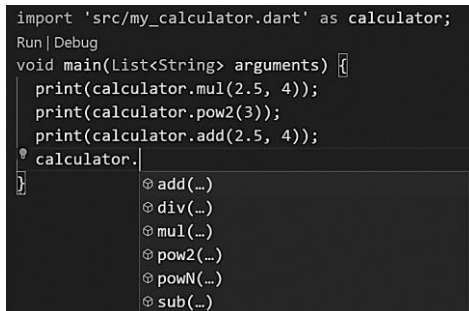 import 'src/my_calculator.dart' as calculator;
Run | Debug
void main(List<String> arguments) {
print(calculator.mul(2.5, 4));
print(calculator.pow2(3));
print(calculator.add(2.5, 4));
calculator.
}
add(…)
div(…)
mul(…)
pow2(…)
powN(…)
sub(…)